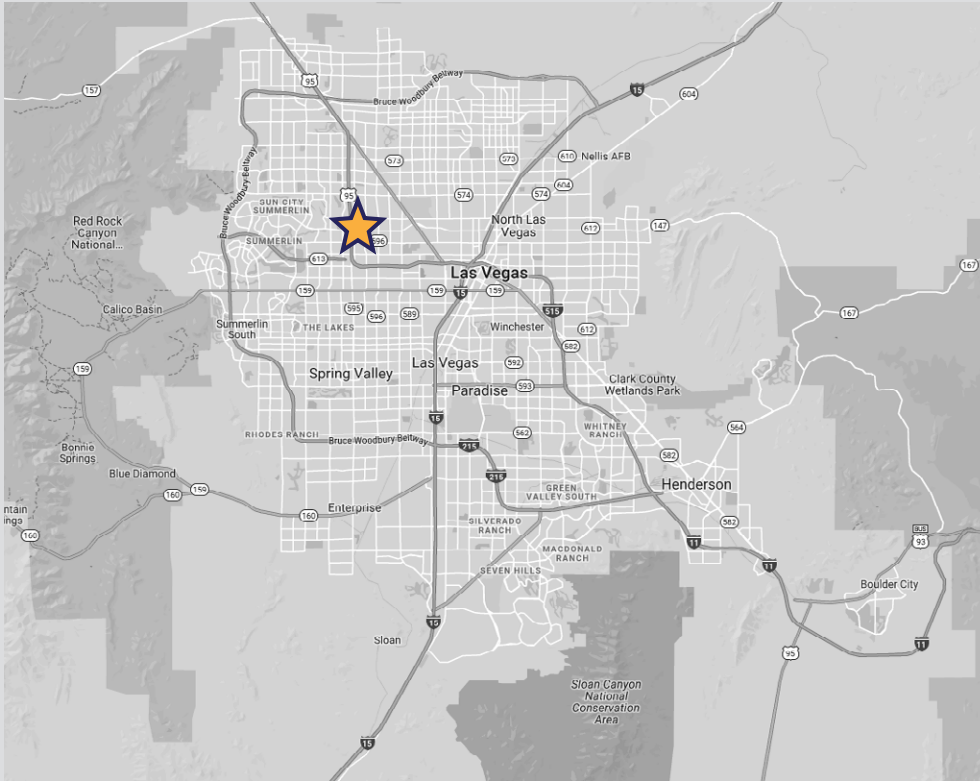 95
Bruce Woodbury Beltway
157
15
604
Bruce Woodbury Beltway
573
573
610
Nellis AFB
604
95
574
574
SUN CITY
SUMMERLIN
Red Rock
Canyon
National...
North Las
Vegas
612
147
SUMMERLIN
596
613
Las Vegas
167
159
159
15
159
Calico Basin
595
596
589
515
167
Summerlin
South
THE LAKES
Winchester
612
582
159
Las Vegas
592
Spring Valley
Paradise
593
Clark County
Wetlands Park
15
564
RHODES RANCH
Bruce Woodbury Beltway
215
562
WHITNEY
RANCH
Bonnie
Springs
582
Blue Diamond
215
160
159
GREEN
VALLEY SOUTH
Henderson
ntain
ings
160
160
Enterprise
SILVERADO
RANCH
582
BUS
93
11
MACDONALD
RANCH
SEVEN HILLS
11
Boulder City
15
Sloan
95
11
Sloan Canyon
National
Conservation
Area
15